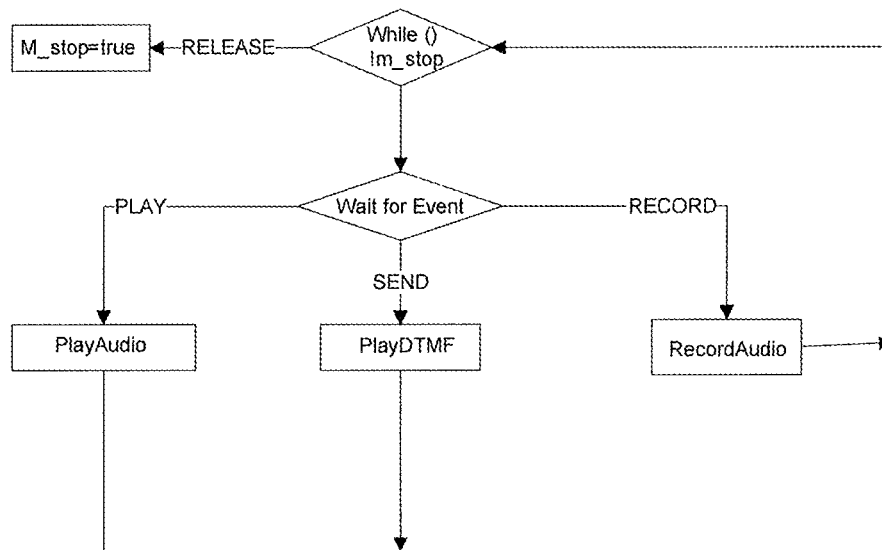 M_stop=true
RELEASE
While ()
!m_stop
PLAY
Wait for Event
RECORD
SEND
PlayAudio
PlayDTMF
RecordAudio